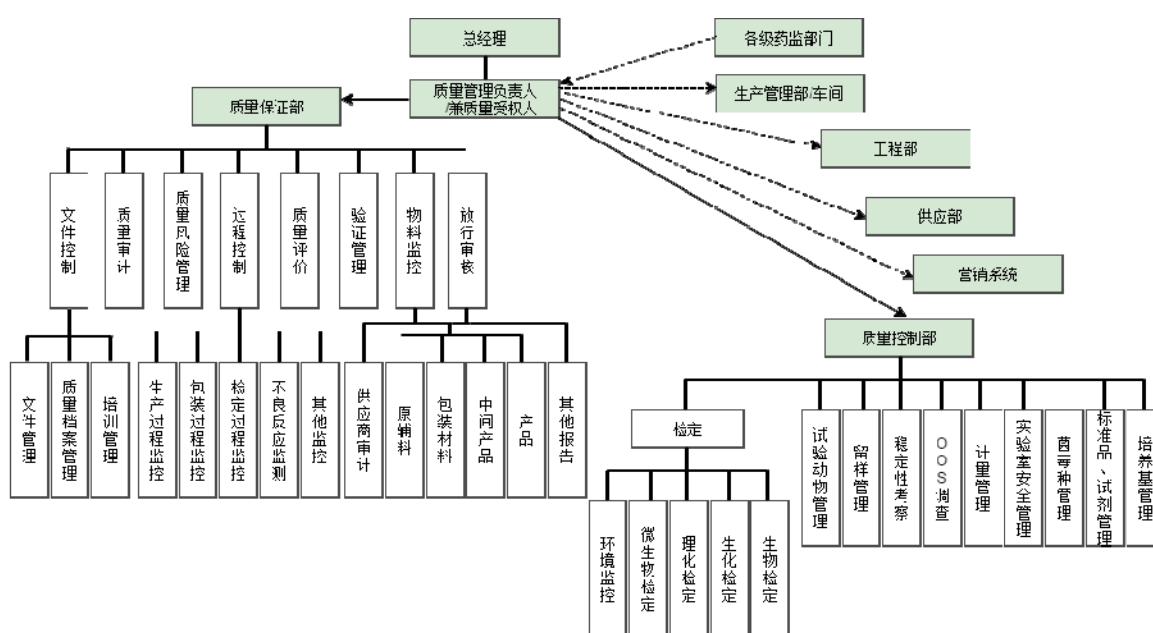 总经理
各级药监部门
质量管理负责人
/兼质量受权人
生产管理部/车间
质量保证部
工程部
供应部
营销系统
质量控制部
文件控制
质量审计
质量风险管理
过程控制
质量评价
验证管理
物料监控
放行审核
文件管理
质量档案管理
培训管理
生产过程监控
包装过程监控
检定过程监控
不良反应监测
其他监控
供应商审计
原辅料
包装材料
中间产品
产品
其他报告
检定
试验动物管理
留样管理
稳定性考察
OOS调查
计量管理
实验室安全管理
菌毒种管理
标准品、试剂管理
培养基管理
环境监控
微生物检定
理化检定
生化检定
生物检定